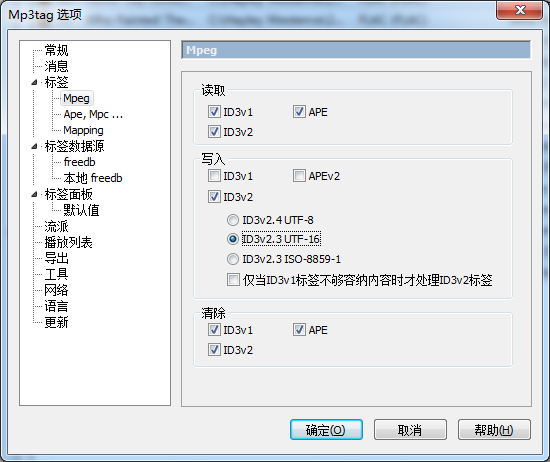 Mp3tag 选项
常规
消息
标签
Mpeg
Ape, Mpc ...
Mapping
标签数据源
freedb
本地 freedb
标签面板
默认值
流派
播放列表
导出
工具
网络
语言
更新
Mpeg
读取
ID3v1 APE
ID3v2
写入
ID3v1 APEv2
ID3v2
ID3v2.4 UTF-8
ID3v2.3 UTF-16
ID3v2.3 ISO-8859-1
仅当ID3v1标签不够容纳内容时才处理ID3v2标签
清除
ID3v1 APE
ID3v2
确定(O) 取消 帮助(H)